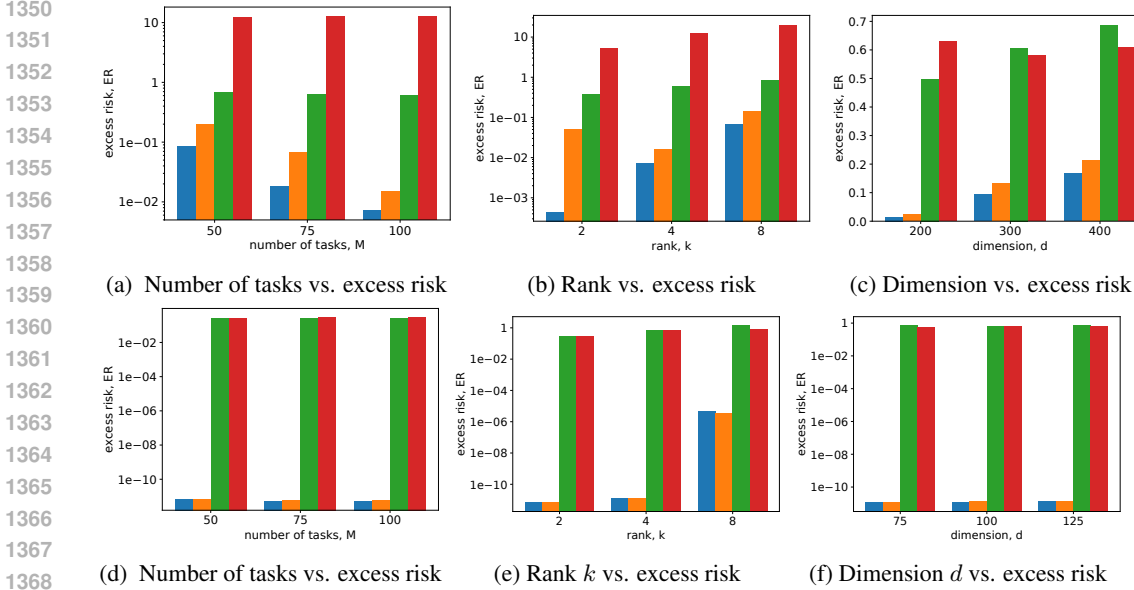 1350
1351
1352
1353
1354
1355
1356
1357
1358
1359
1360
1361
1362
1363
1364
1365
1366
1367
1368
excess risk, ER
10
1
1e−01
1e−02
50 75 100
number of tasks, M
(a) Number of tasks vs. excess risk
excess risk, ER
10
1
1e−01
1e−02
1e−03
2 4 8
rank, k
(b) Rank vs. excess risk
excess risk, ER
0.7
0.6
0.5
0.4
0.3
0.2
0.1
0.0
200 300 400
dimension, d
(c) Dimension vs. excess risk
excess risk, ER
1e−02
1e−04
1e−06
1e−08
1e−10
50 75 100
number of tasks, M
(d) Number of tasks vs. excess risk
excess risk, ER
1
1e−02
1e−04
1e−06
1e−08
1e−10
2 4 8
rank, k
(e) Rank k vs. excess risk
excess risk, ER
1
1e−02
1e−04
1e−06
1e−08
1e−10
75 100 125
dimension, d
(f) Dimension d vs. excess risk